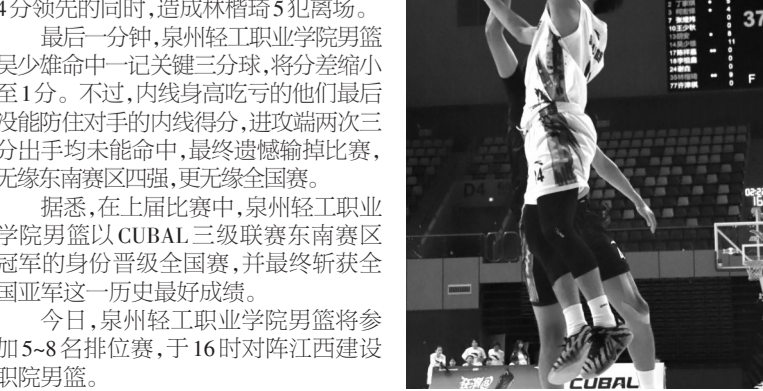 4分领先的同时,造成林楷琦5犯离场。
最后一分钟,泉州轻工职业学院男篮
吴少雄命中一记关键三分球,将分差缩小
至1分。不过,内线身高吃亏的他们最后
没能防住对手的内线得分,进攻端两次三
分出手均未能命中,最终遗憾输掉比赛,
无缘东南赛区四强,更无缘全国赛。
据悉,在上届比赛中,泉州轻工职业
学院男篮以CUBAL三级联赛东南赛区
冠军的身份晋级全国赛,并最终斩获全
国亚军这一历史最好成绩。
今日,泉州轻工职业学院男篮将参
加5~8名排位赛,于16时对阵江西建设
职院男篮。
37
F
D4
14
CUBAL